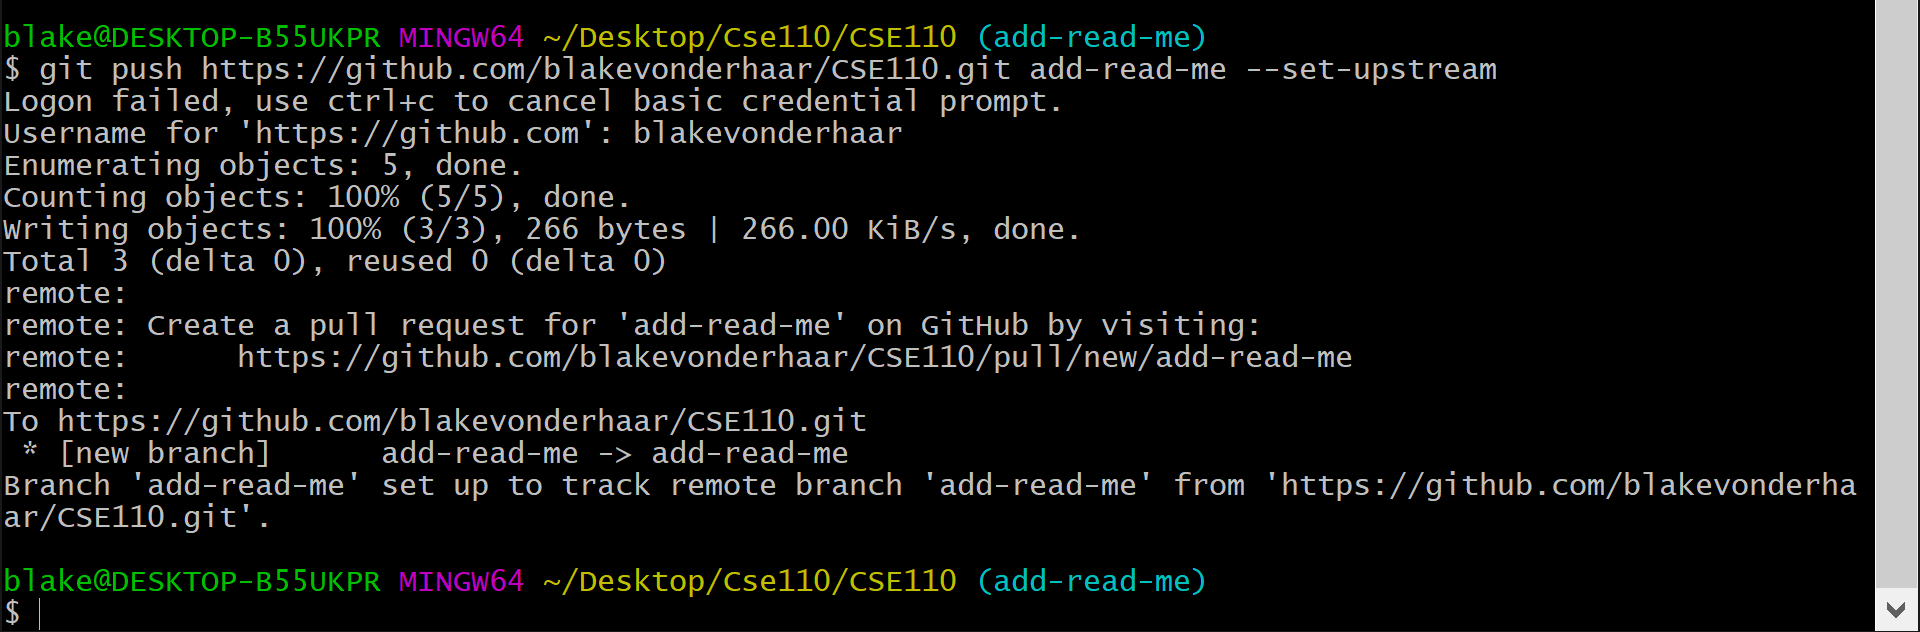 blake@DESKTOP-B55UKPR MINGW64 ~/Desktop/Cse110/CSE110 (add-read-me)
$ git push https://github.com/blakevonderhaar/CSE110.git add-read-me --set-upstream
Logon failed, use ctrl+c to cancel basic credential prompt.
Username for 'https://github.com': blakevonderhaar
Enumerating objects: 5, done.
Counting objects: 100% (5/5), done.
Writing objects: 100% (3/3), 266 bytes | 266.00 KiB/s, done.
Total 3 (delta 0), reused 0 (delta 0)
remote:
remote: Create a pull request for 'add-read-me' on GitHub by visiting:
remote:      https://github.com/blakevonderhaar/CSE110/pull/new/add-read-me
remote:
To https://github.com/blakevonderhaar/CSE110.git
 * [new branch]      add-read-me -> add-read-me
Branch 'add-read-me' set up to track remote branch 'add-read-me' from 'https://github.com/blakevonderha
ar/CSE110.git'.
blake@DESKTOP-B55UKPR MINGW64 ~/Desktop/Cse110/CSE110 (add-read-me)
$